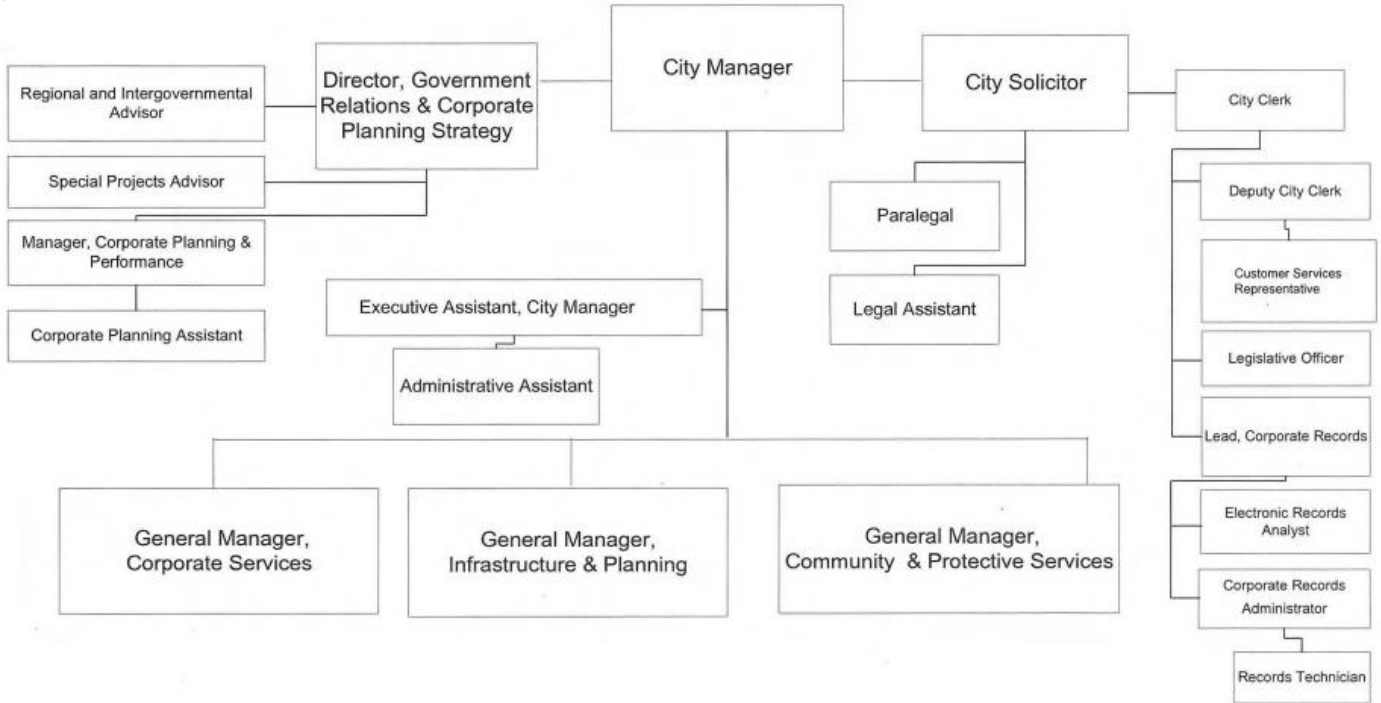 City Manager
Director, Government
Relations & Corporate
Planning Strategy
City Solicitor
Regional and Intergovernmental
Advisor
City Clerk
Special Projects Advisor
Deputy City Clerk
Paralegal
Manager, Corporate Planning &
Performance
Customer Services
Representative
Executive Assistant, City Manager
Legal Assistant
Corporate Planning Assistant
Legislative Officer
Administrative Assistant
Lead, Corporate Records
General Manager,
Corporate Services
General Manager,
Infrastructure & Planning
General Manager,
Community & Protective Services
Electronic Records
Analyst
Corporate Records
Administrator
Records Technician